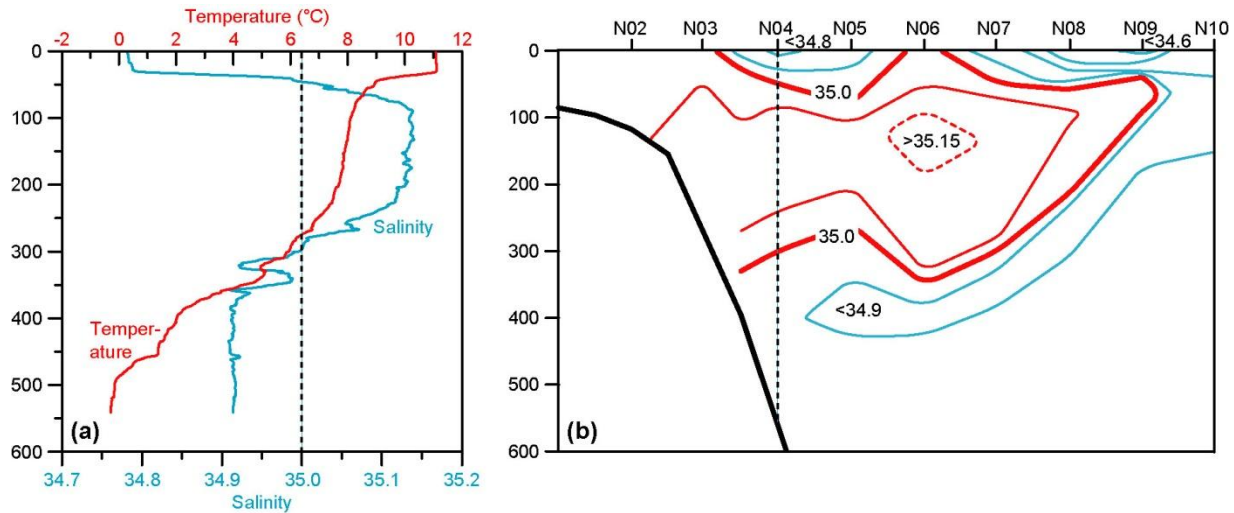 Temperature (°C)
-2 0 2 4 6 8 10 12
0
100
200
300
400
500
600
Salinity
Temper-
ature
(a)
34.7 34.8 34.9 35.0 35.1 35.2
Salinity
N02 N03 N04 N05 N06 N07 N08 N09 N10
<34.8 <34.6
0
100
200
300
400
500
600
35.0
>35.15
35.0
<34.9
(b)